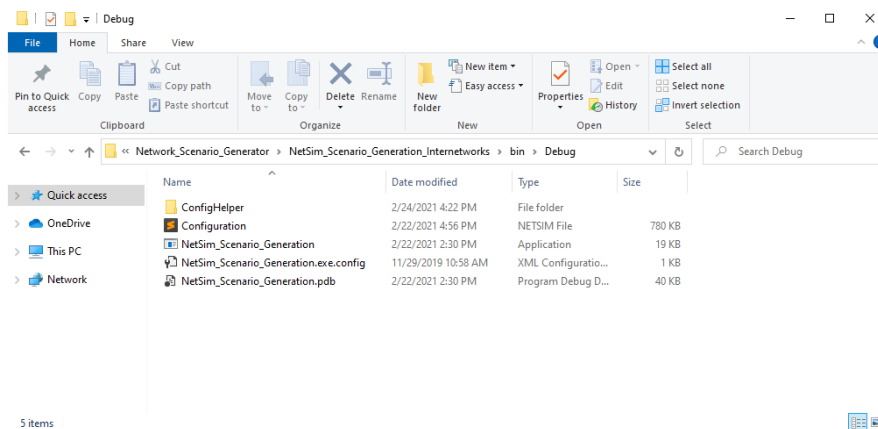 Debug
File Home Share View
Pin to Quick access
Copy
Paste
Cut
Copy path
Paste shortcut
Clipboard
Move to
Copy to
Delete
Rename
Organize
New folder
New item
Easy access
New
Properties
Open
Edit
History
Open
Select all
Select none
Invert selection
Select
« Network_Scenario_Generator > NetSim_Scenario_Generation_Internetworks > bin > Debug
Search Debug
Quick access
OneDrive
This PC
Network
Name Date modified Type Size
ConfigHelper 2/24/2021 4:22 PM File folder
Configuration 2/22/2021 4:56 PM NETSIM File 780 KB
NetSim_Scenario_Generation 2/22/2021 2:30 PM Application 19 KB
NetSim_Scenario_Generation.exe.config 11/29/2019 10:58 AM XML Configuratio... 1 KB
NetSim_Scenario_Generation.pdb 2/22/2021 2:30 PM Program Debug D... 40 KB
5 items